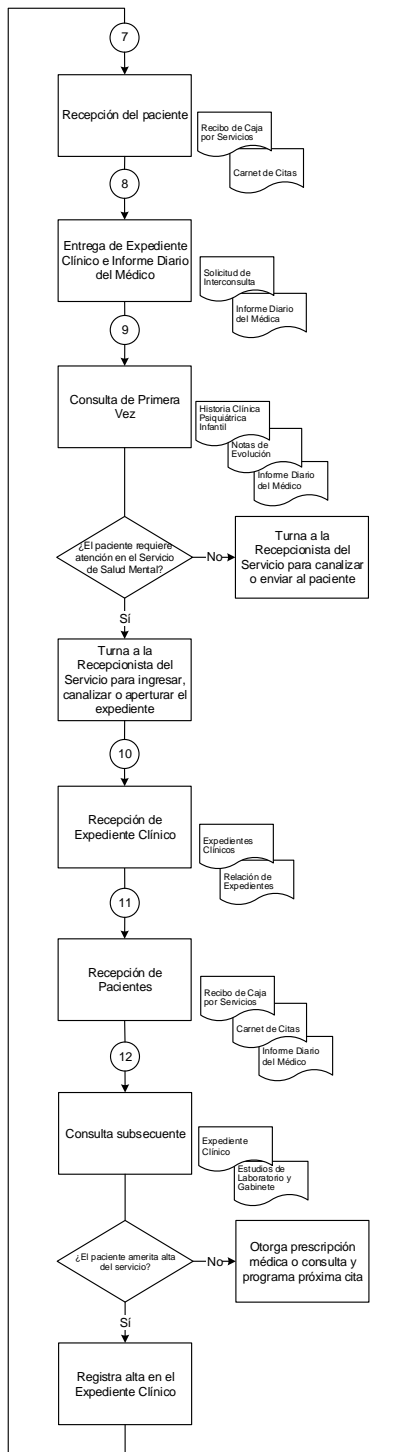 7
Recepción del paciente
Recibo de Caja
por Servicios
Carnet de Citas
8
Entrega de Expediente
Clínico e Informe Diario
del Médico
Solicitud de
Interconsulta
Informe Diario
del Médica
9
Consulta de Primera
Vez
Historia Clínica
Psiquiátrica
Infantil
Notas de
Evolución
Informe Diario
del Médico
¿El paciente requiere
atención en el Servicio
de Salud Mental?
No
Turna a la
Recepcionista del
Servicio para canalizar
o enviar al paciente
Sí
Turna a la
Recepcionista del
Servicio para ingresar,
canalizar o aperturar el
expediente
10
Recepción de
Expediente Clínico
Expedientes
Clínicos
Relación de
Expedientes
11
Recepción de
Pacientes
Recibo de Caja
por Servicios
Carnet de Citas
Informe Diario
del Médico
12
Consulta subsecuente
Expediente
Clínico
Estudios de
Laboratorio y
Gabinete
¿El paciente amerita alta
del servicio?
No
Otorga prescripción
médica o consulta y
programa próxima cita
Sí
Registra alta en el
Expediente Clínico